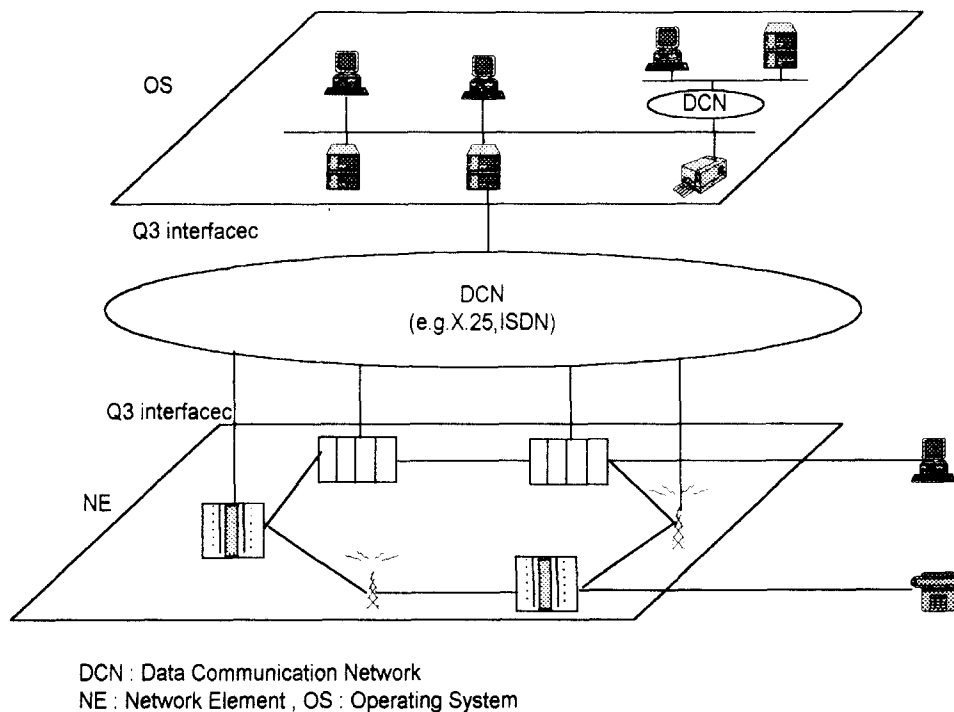 OS
DCN
Q3 interfacec
DCN
(e.g.X.25,ISDN)
Q3 interfacec
NE
DCN : Data Communication Network
NE : Network Element , OS : Operating System